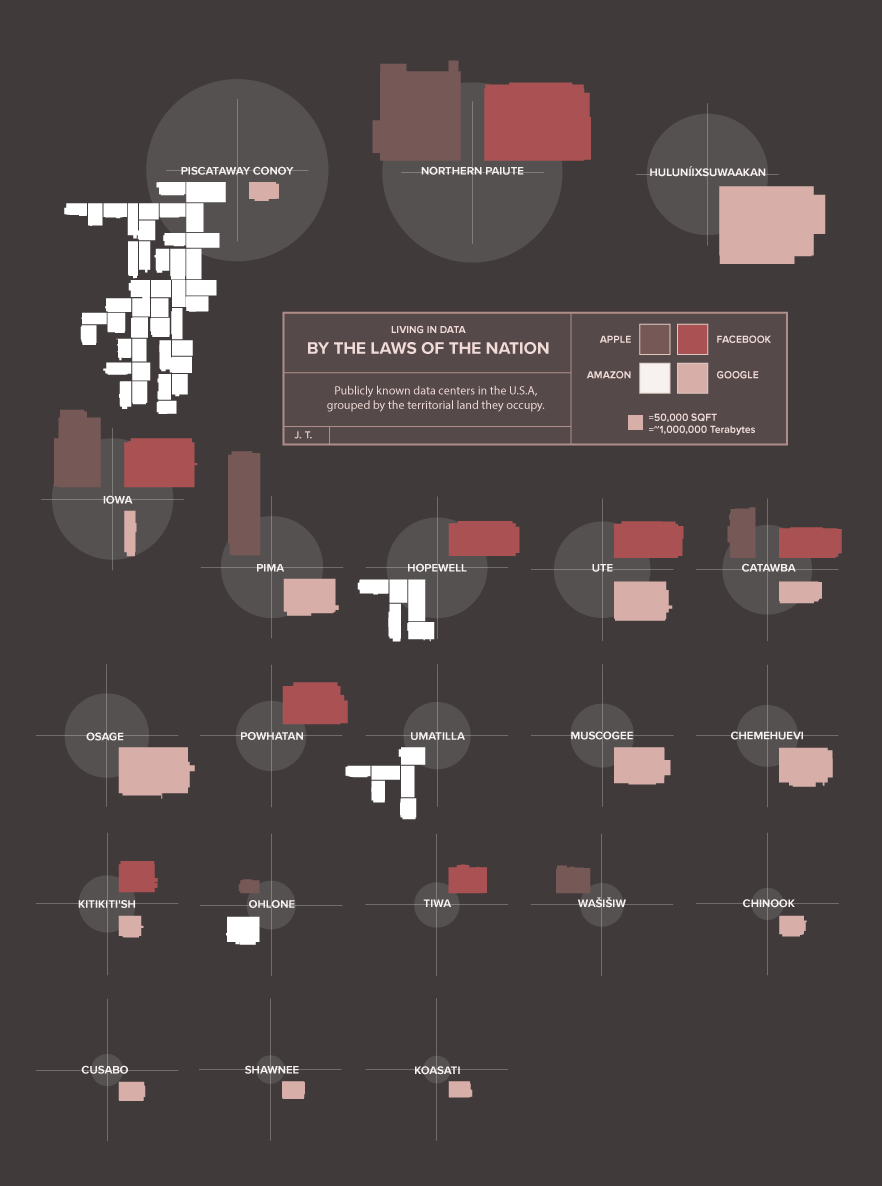 PISCATAWAY CONOY
NORTHERN PAIUTE
HULUNÍIXSUWAAKAN
LIVING IN DATA
BY THE LAWS OF THE NATION
Publicly known data centers in the U.S.A,
grouped by the territorial land they occupy.
J. T.
APPLE
FACEBOOK
AMAZON
GOOGLE
=50,000 SQFT
=~1,000,000 Terabytes
IOWA
PIMA
HOPEWELL
UTE
CATAWBA
OSAGE
POWHATAN
UMATILLA
MUSCOGEE
CHEMEHUEVI
KITIKITI'SH
OHLONE
TIWA
WAŠIŠIW
CHINOOK
CUSABO
SHAWNEE
KOASATI